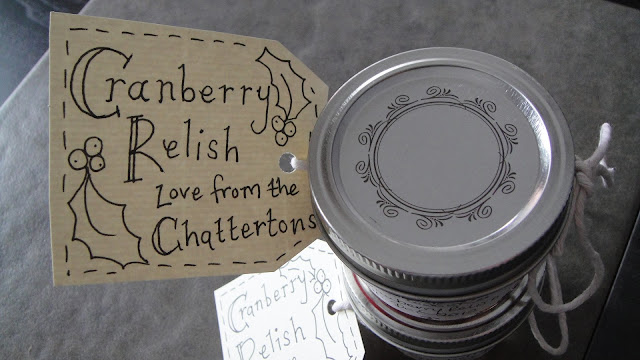 Cranberry
Relish
Love from the
Chattertons
Cranberry
Relish